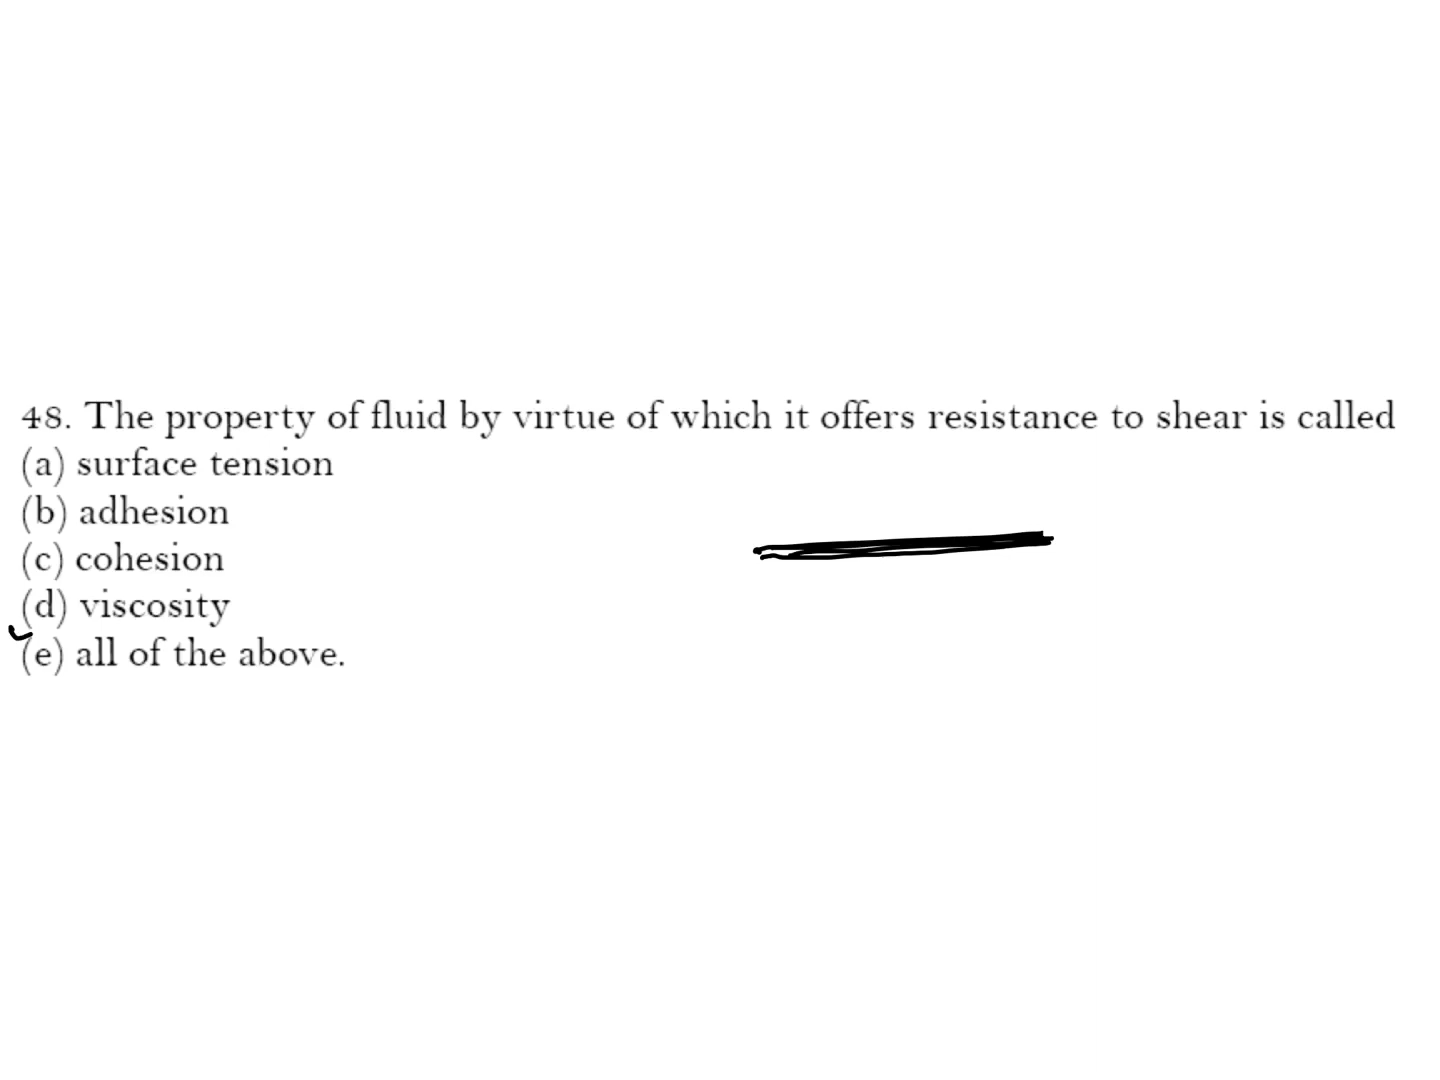 48. The property of fluid by virtue of which it offers resistance to shear is called
(a) surface tension
(b) adhesion
(c) cohesion
(d) viscosity
(e) all of the above.